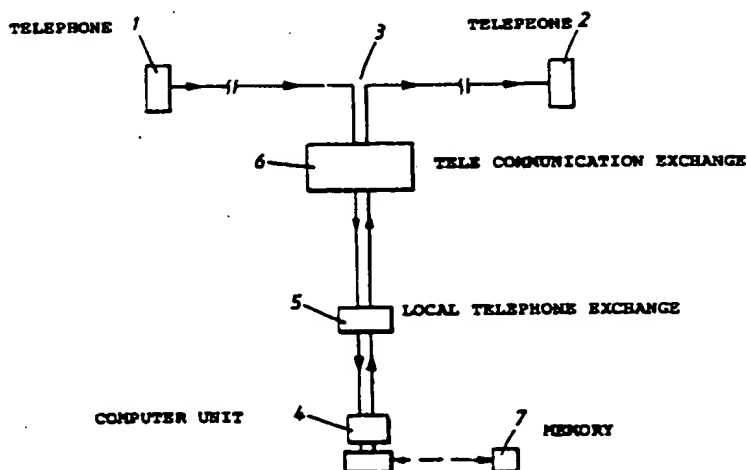 TELEPHONE 1
3
TELEPEONE 2
6 TELE COMMUNICATION EXCHANGE
5 LOCAL TELEPHONE EXCHANGE
COMPUTER UNIT 4
7 MEMORY